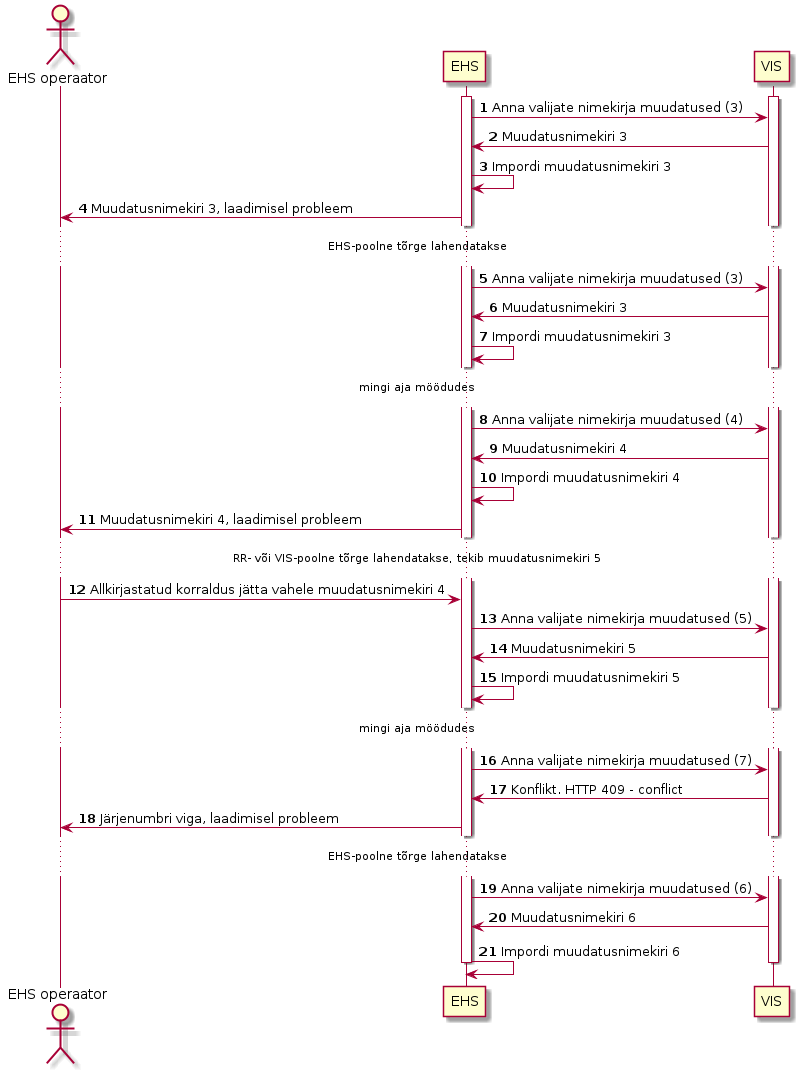 EHS operaator
EHS
VIS
1 Anna valijate nimekirja muudatused (3)
2 Muudatusnimekiri 3
3 Impordi muudatusnimekiri 3
4 Muudatusnimekiri 3, laadimisel probleem
EHS-poolne tõrge lahendatakse
5 Anna valijate nimekirja muudatused (3)
6 Muudatusnimekiri 3
7 Impordi muudatusnimekiri 3
mingi aja möödudes
8 Anna valijate nimekirja muudatused (4)
9 Muudatusnimekiri 4
10 Impordi muudatusnimekiri 4
11 Muudatusnimekiri 4, laadimisel probleem
RR- või VIS-poolne tõrge lahendatakse, tekib muudatusnimekiri 5
12 Allkirjastatud korraldus jätta vahele muudatusnimekiri 4
13 Anna valijate nimekirja muudatused (5)
14 Muudatusnimekiri 5
15 Impordi muudatusnimekiri 5
mingi aja möödudes
16 Anna valijate nimekirja muudatused (7)
17 Konflikt. HTTP 409 - conflict
18 Järjenumbri viga, laadimisel probleem
EHS-poolne tõrge lahendatakse
19 Anna valijate nimekirja muudatused (6)
20 Muudatusnimekiri 6
21 Impordi muudatusnimekiri 6
EHS operaator
EHS
VIS